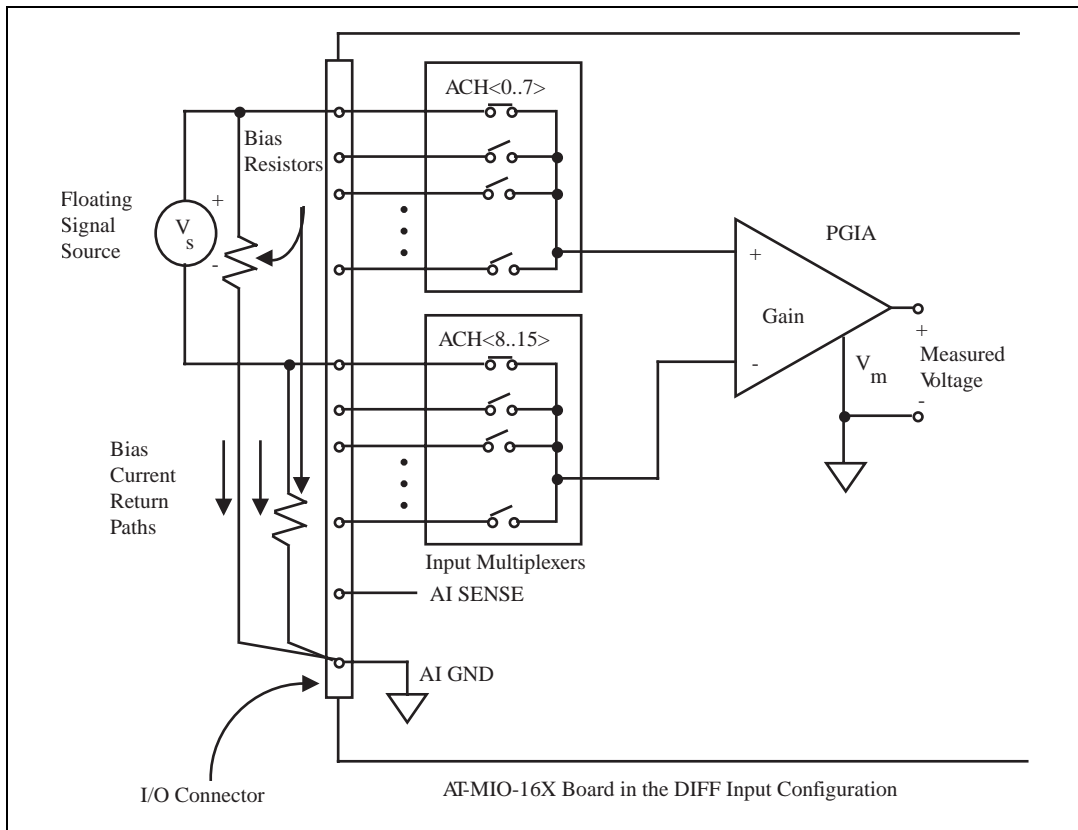 ACH<0..7>
Bias
Resistors
Floating
Signal
Source
+
V
s
-
PGIA
+
Gain
-
+
Measured
Voltage
-
V
m
ACH<8..15>
Bias
Current
Return
Paths
Input Multiplexers
AI SENSE
AI GND
I/O Connector
AT-MIO-16X Board in the DIFF Input Configuration